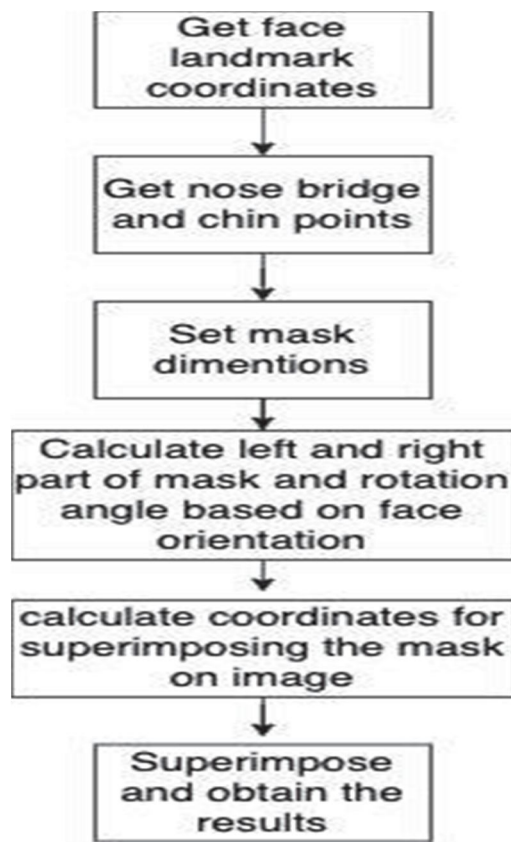 Get face
landmark
coordinates
Get nose bridge
and chin points
Set mask
dimentions
Calculate left and right
part of mask and rotation
angle based on face
orientation
calculate coordinates for
superimposing the mask
on image
Superimpose
and obtain the
results